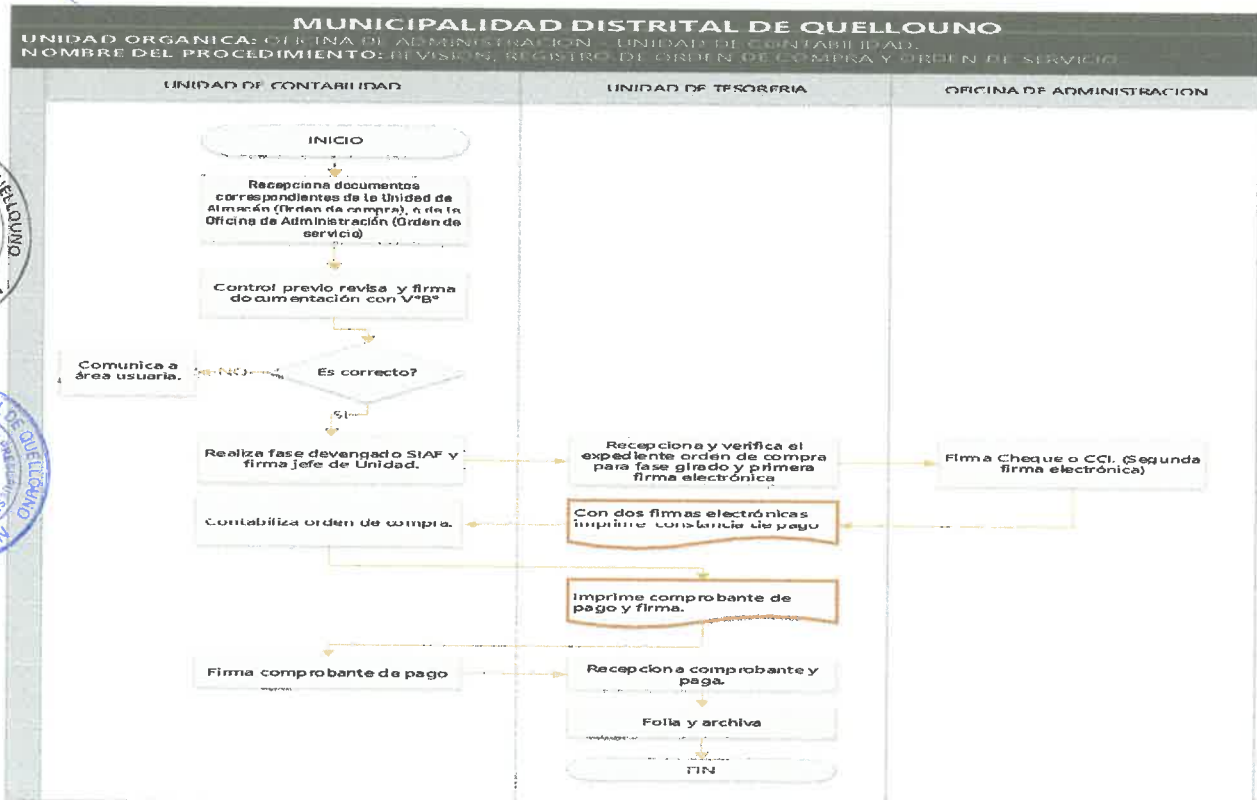 MUNICIPALIDAD DISTRITAL DE QUELLOUNO
UNIDAD ORGANICA: OFICINA DE ADMINISTRACION - UNIDAD DE CONTABILIDAD.
NOMBRE DEL PROCEDIMIENTO: REVISION, REGISTRO DE ORDEN DE COMPRA Y ORDEN DE SERVICIO
UNIDAD DE CONTABILIDAD
UNIDAD DE TESORERIA
OFICINA DE ADMINISTRACION
INICIO
Recepciona documentos
correspondientes de la Unidad de
Almacén (Orden de compra), o de la
Oficina de Administración (Orden de
servicio)
Control previo revisa y firma
documentación con V°B°
Es correcto?
NO
Comunica a
área usuaria.
SI
Realiza fase devengado SIAF y
firma jefe de Unidad.
Recepciona y verifica el
expediente orden de compra
para fase girado y primera
firma electrónica
Firma Cheque o CCI. (Segunda
firma electrónica)
Contabiliza orden de compra.
Con dos firmas electrónicas
imprime constancia de pago
Imprime comprobante de
pago y firma.
Firma comprobante de pago
Recepciona comprobante y
paga.
Folia y archiva
FIN
QUELLOUNO
DE QUELLOUNO